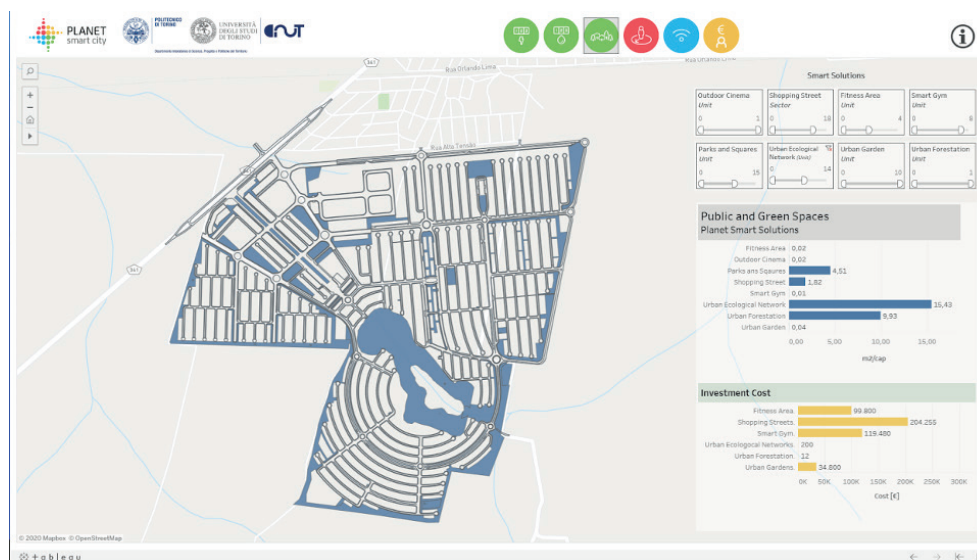 PLANET
smart city
POLITECNICO
DI TORINO
UNIVERSITÀ
DEGLI STUDI
DI TORINO
Smart Solutions
Outdoor Cinema
Unit
0 1
Shopping Street
Sector
0 18
Fitness Area
Unit
0 4
Smart Gym
Unit
0 8
Parks and Squares
Unit
0 15
Urban Ecological
Network (Unit)
0 14
Urban Garden
Unit
0 10
Urban Forestation
Unit
0 1
Rua Orlando Lima
Rua Alto Tensão
Public and Green Spaces
Planet Smart Solutions
Fitness Area 0,02
Outdoor Cinema 0,02
Parks ans Sqaures 4,51
Shopping Street 1,82
Smart Gym 0,01
Urban Ecological Network 15,43
Urban Forestation 9,93
Urban Garden 0,04
0,00 5,00 10,00 15,00
m2/cap
Investment Cost
Fitness Area. 99.800
Shopping Streets. 204.255
Smart Gym. 119.480
Urban Ecologocal Networks. 200
Urban Forestation. 12
Urban Gardens. 34.800
0K 50K 100K 150K 200K 250K 300K
Cost [€]
© 2020 Mapbox © OpenStreetMap
+ableau